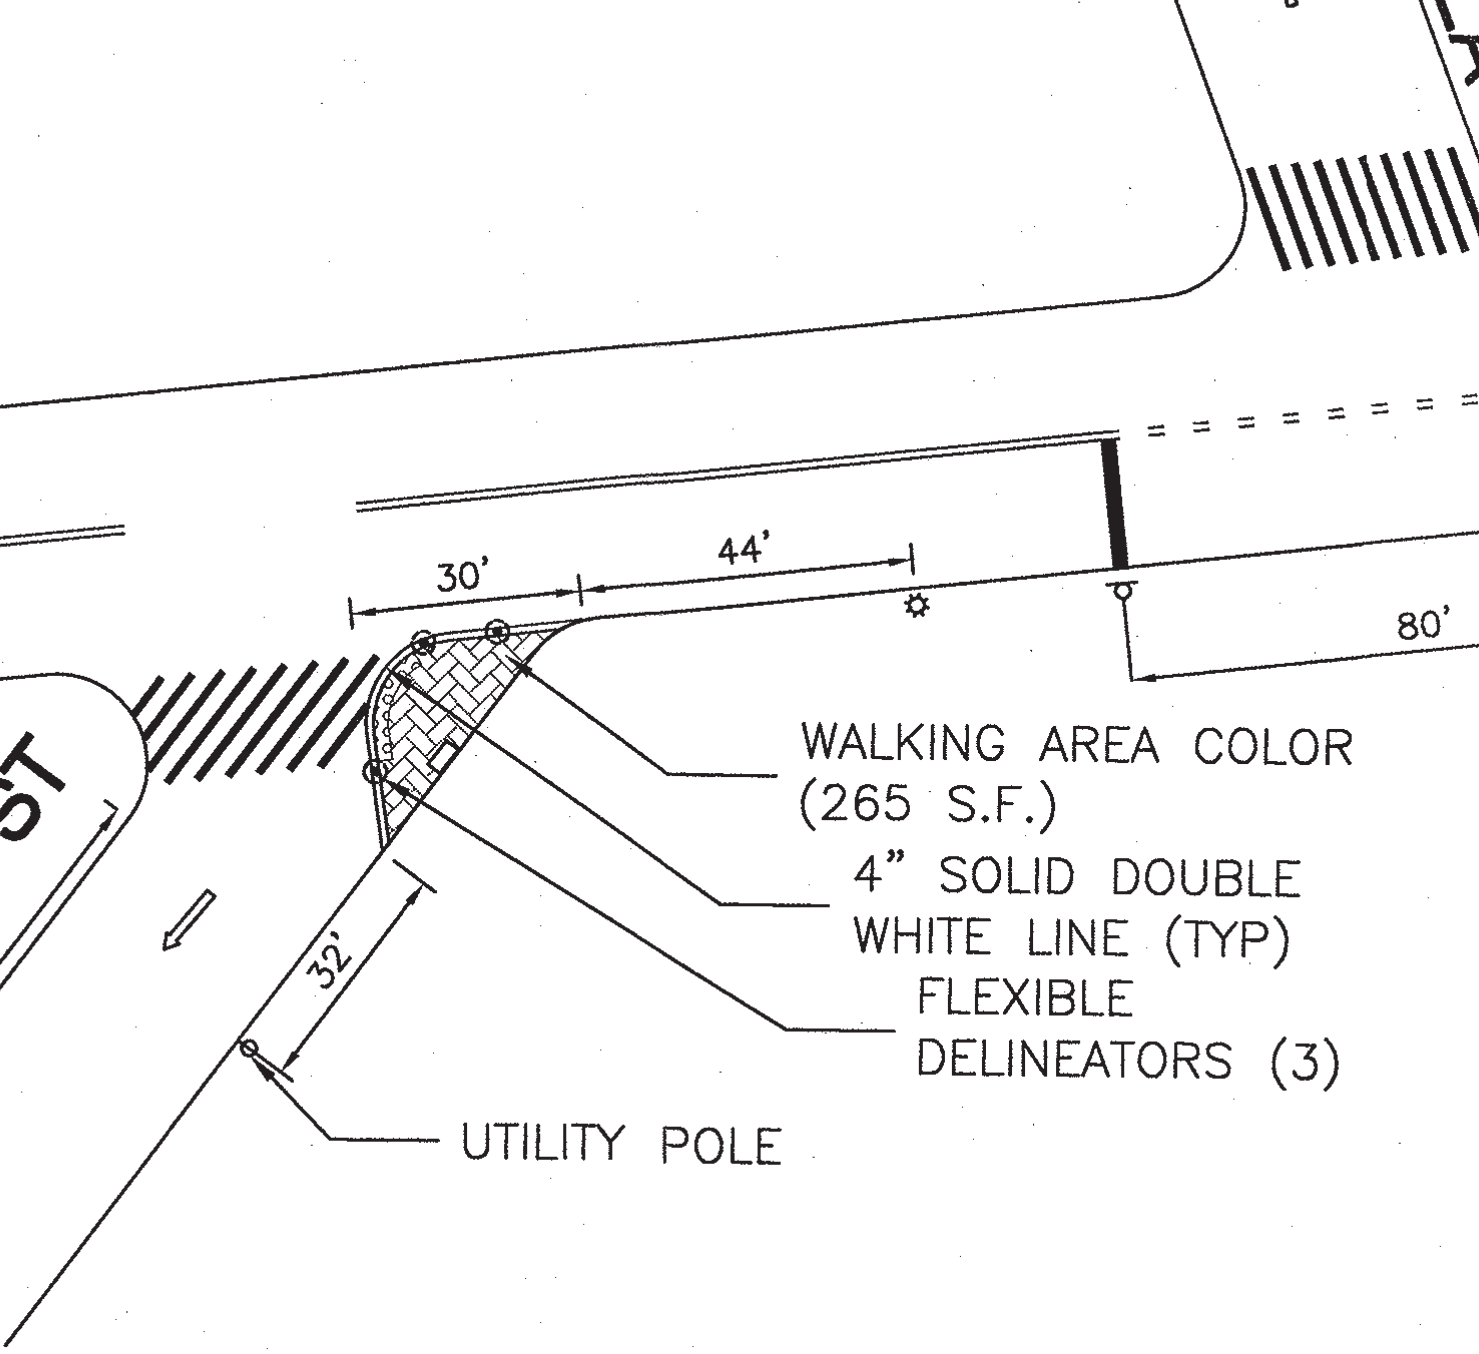 44'
30'
80'
WALKING AREA COLOR
(265 S.F.)
ST
4" SOLID DOUBLE
WHITE LINE (TYP)
32'
FLEXIBLE
DELINEATORS (3)
UTILITY POLE